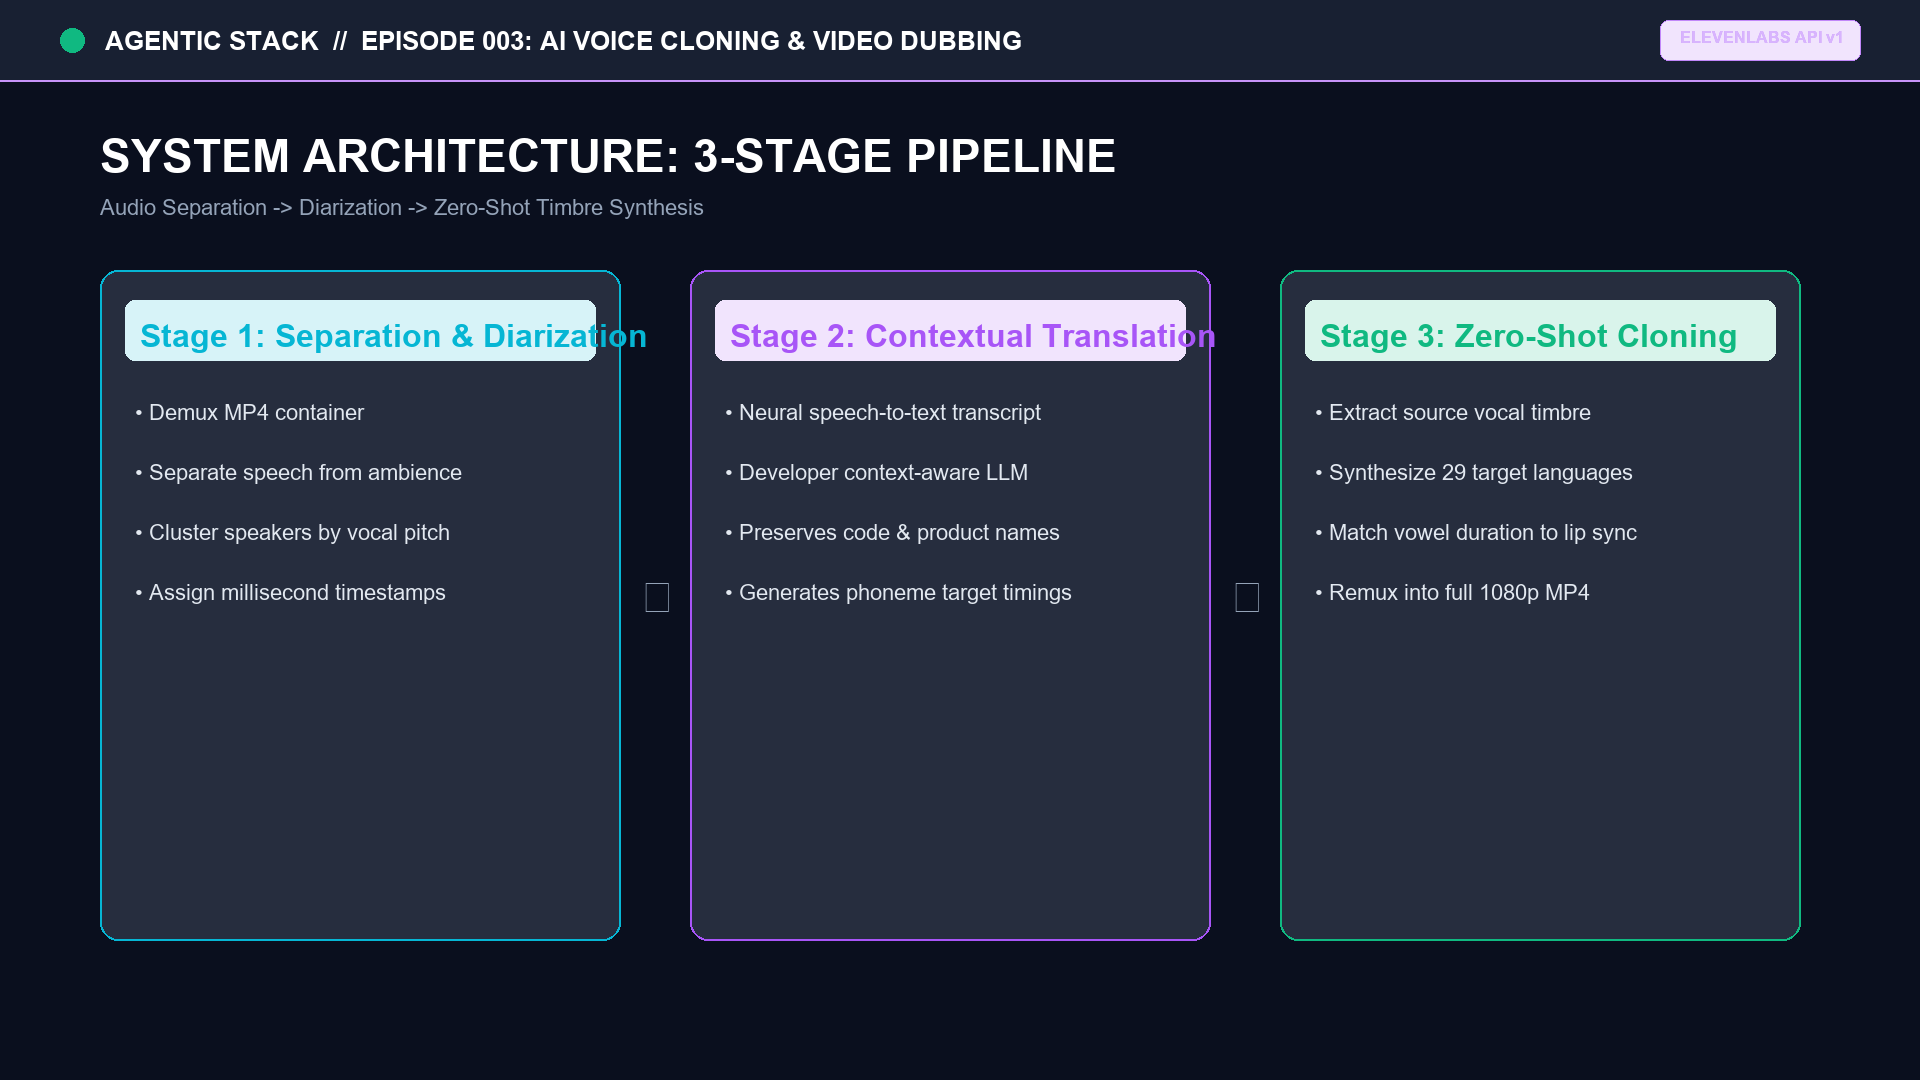 AGENTIC STACK // EPISODE 003: AI VOICE CLONING & VIDEO DUBBING
ELEVENLABS API v1
SYSTEM ARCHITECTURE: 3-STAGE PIPELINE
Audio Separation -> Diarization -> Zero-Shot Timbre Synthesis
Stage 1: Separation & Diarization
• Demux MP4 container
• Separate speech from ambience
• Cluster speakers by vocal pitch
• Assign millisecond timestamps
Stage 2: Contextual Translation
• Neural speech-to-text transcript
• Developer context-aware LLM
• Preserves code & product names
• Generates phoneme target timings
Stage 3: Zero-Shot Cloning
• Extract source vocal timbre
• Synthesize 29 target languages
• Match vowel duration to lip sync
• Remux into full 1080p MP4